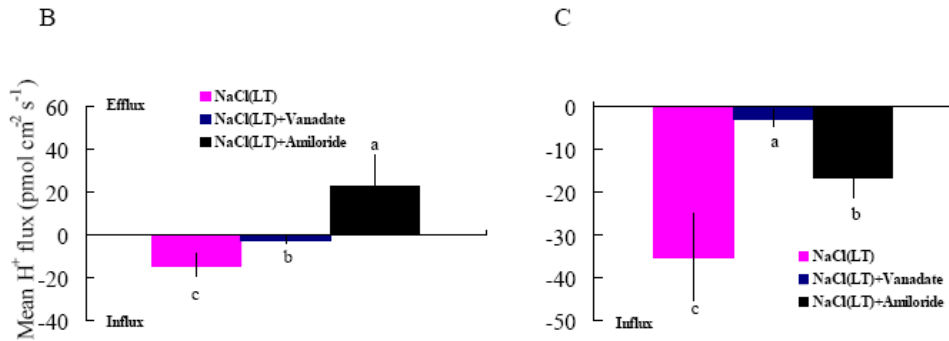 B
Mean H+ flux (pmol cm-2 s-1)
60
40
20
0
-20
-40
Efflux
Influx
NaCl(LT)
NaCl(LT)+Vanadate
NaCl(LT)+Amiloride
a
b
c
C
0
-10
-20
-30
-40
-50
Influx
a
b
c
NaCl(LT)
NaCl(LT)+Vanadate
NaCl(LT)+Amiloride